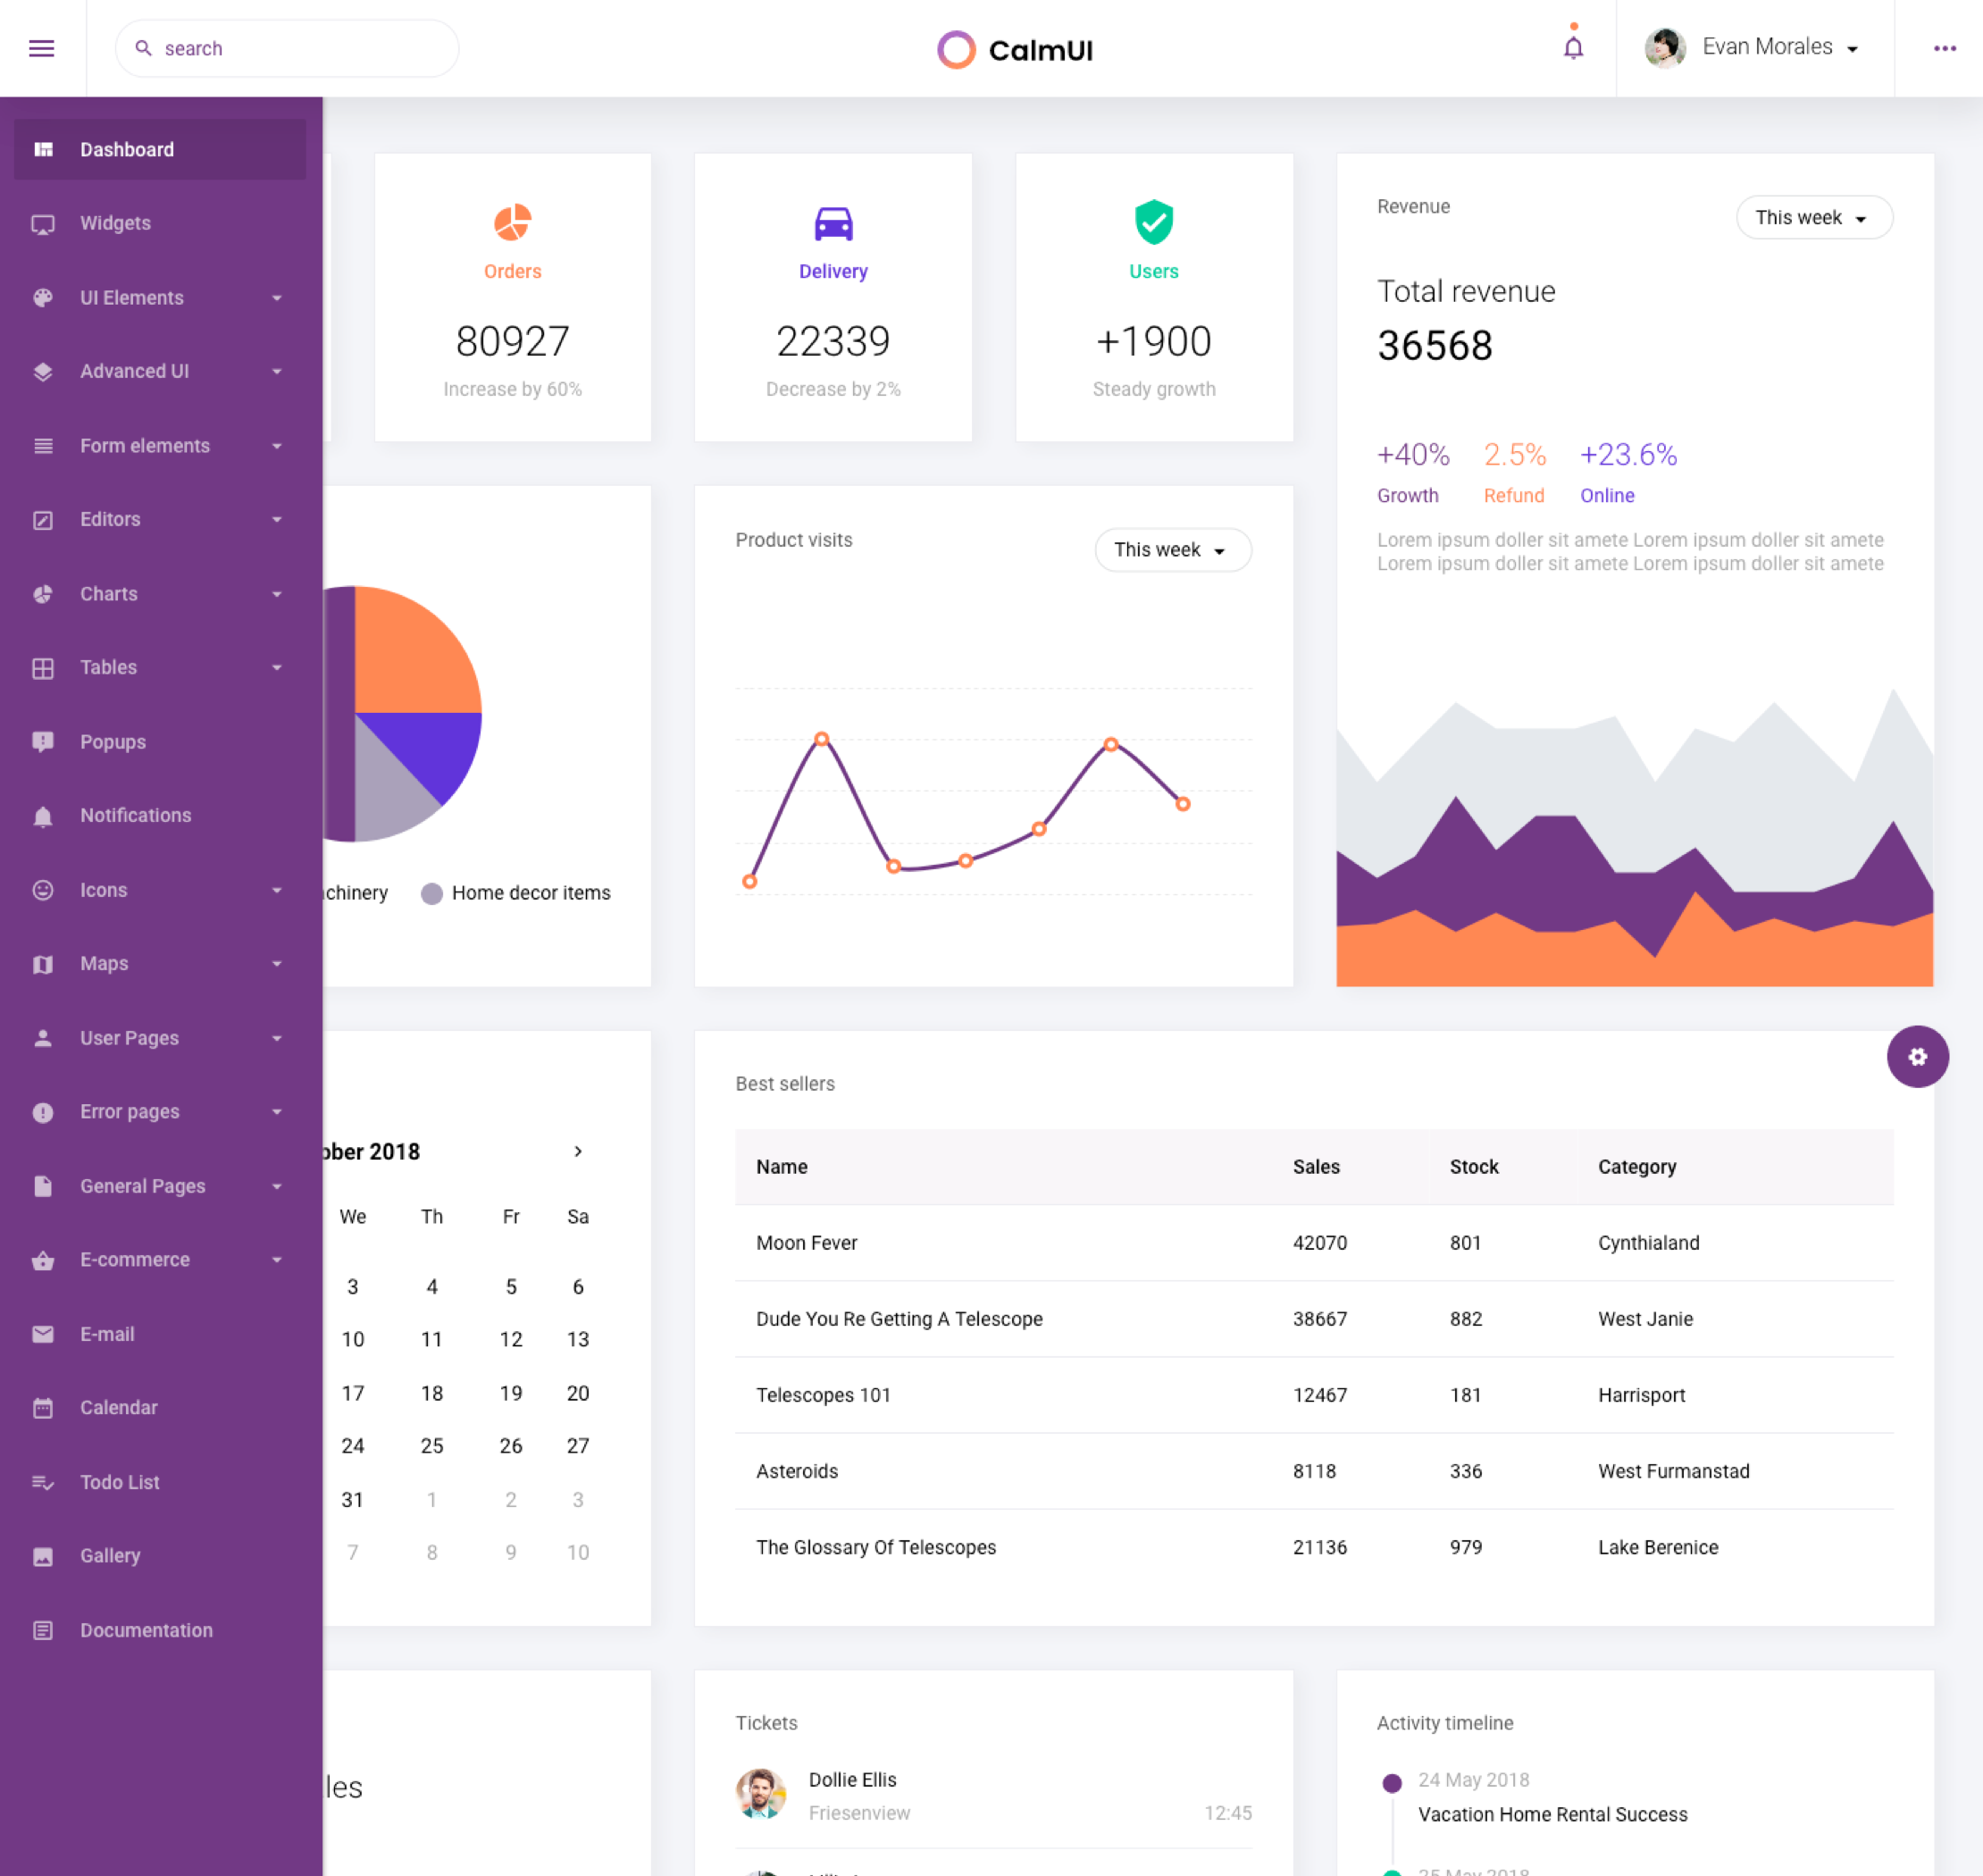 search
CalmUI
Evan Morales
Dashboard
Widgets
UI Elements
Advanced UI
Form elements
Editors
Charts
Tables
Popups
Notifications
Icons
Maps
User Pages
Error pages
General Pages
E-commerce
E-mail
Calendar
Todo List
Gallery
Documentation
Orders
80927
Increase by 60%
Delivery
22339
Decrease by 2%
Users
+1900
Steady growth
Revenue
This week
Total revenue
36568
+40% 2.5% +23.6%
Growth Refund Online
Lorem ipsum doller sit amete Lorem ipsum doller sit amete
Lorem ipsum doller sit amete Lorem ipsum doller sit amete
chinery Home decor items
Product visits
This week
ober 2018
We Th Fr Sa
3 4 5 6
10 11 12 13
17 18 19 20
24 25 26 27
31 1 2 3
7 8 9 10
Best sellers
Name Sales Stock Category
Moon Fever 42070 801 Cynthialand
Dude You Re Getting A Telescope 38667 882 West Janie
Telescopes 101 12467 181 Harrisport
Asteroids 8118 336 West Furmanstad
The Glossary Of Telescopes 21136 979 Lake Berenice
les
Tickets
Dollie Ellis
Friesenview 12:45
Activity timeline
24 May 2018
Vacation Home Rental Success
25 May 2018